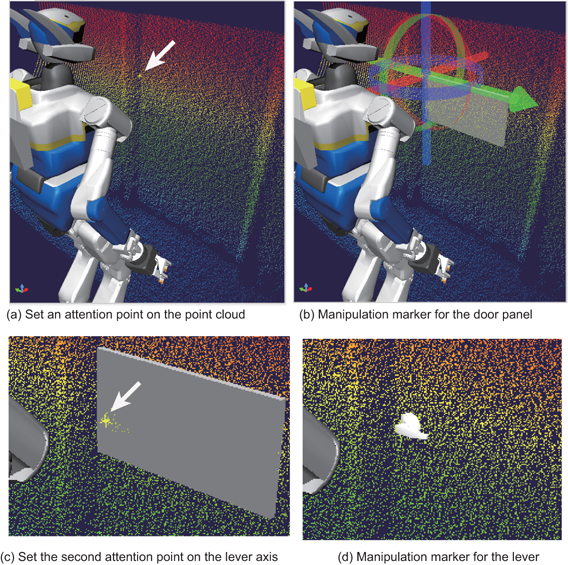 (a) Set an attention point on the point cloud
(b) Manipulation marker for the door panel
(c) Set the second attention point on the lever axis
(d) Manipulation marker for the lever